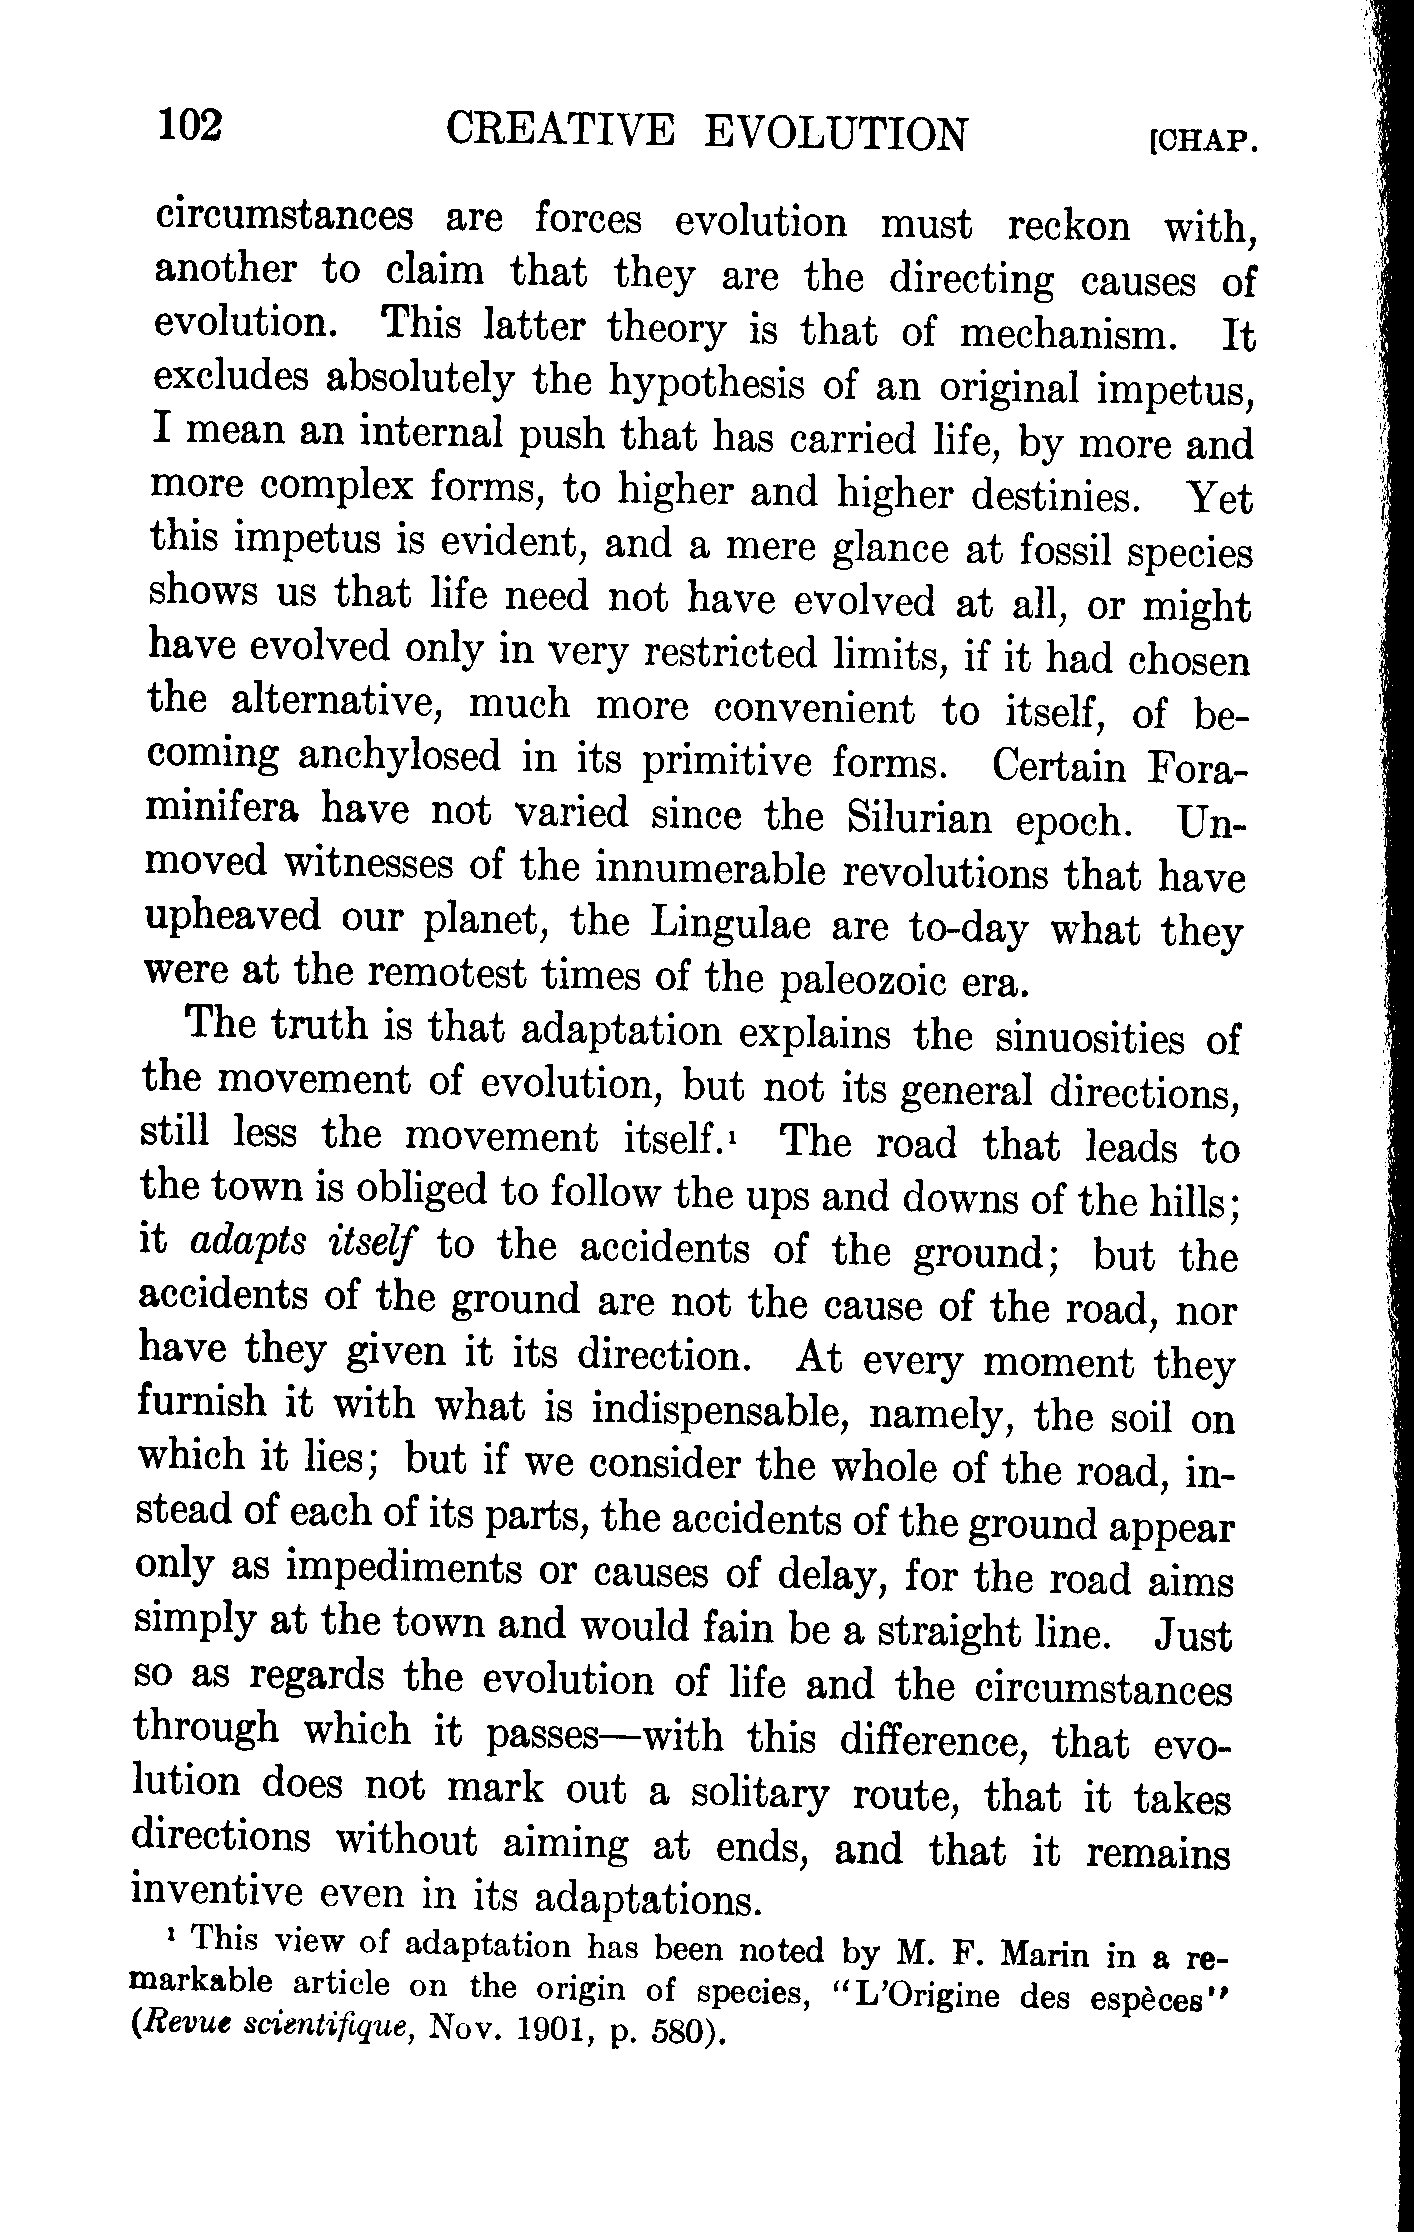 102 CREATIVE EVOLUTION [CHAP.
circumstances are forces evolution must reckon with,
another to claim that they are the directing causes of
evolution. This latter theory is that of mechanism. It
excludes absolutely the hypothesis of an original impetus,
I mean an internal push that has carried life, by more and
more complex forms, to higher and higher destinies. Yet
this impetus is evident, and a mere glance at fossil species
shows us that life need not have evolved at all, or might
have evolved only in very restricted limits, if it had chosen
the alternative, much more convenient to itself, of be-
coming anchylosed in its primitive forms. Certain Fora-
minifera have not varied since the Silurian epoch. Un-
moved witnesses of the innumerable revolutions that have
upheaved our planet, the Lingulae are to-day what they
were at the remotest times of the paleozoic era.
The truth is that adaptation explains the sinuosities of
the movement of evolution, but not its general directions,
still less the movement itself.¹ The road that leads to
the town is obliged to follow the ups and downs of the hills;
it adapts itself to the accidents of the ground; but the
accidents of the ground are not the cause of the road, nor
have they given it its direction. At every moment they
furnish it with what is indispensable, namely, the soil on
which it lies; but if we consider the whole of the road, in-
stead of each of its parts, the accidents of the ground appear
only as impediments or causes of delay, for the road aims
simply at the town and would fain be a straight line. Just
so as regards the evolution of life and the circumstances
through which it passes—with this difference, that evo-
lution does not mark out a solitary route, that it takes
directions without aiming at ends, and that it remains
inventive even in its adaptations.
¹ This view of adaptation has been noted by M. F. Marin in a re-
markable article on the origin of species, "L'Origine des espèces"
(Revue scientifique, Nov. 1901, p. 580).